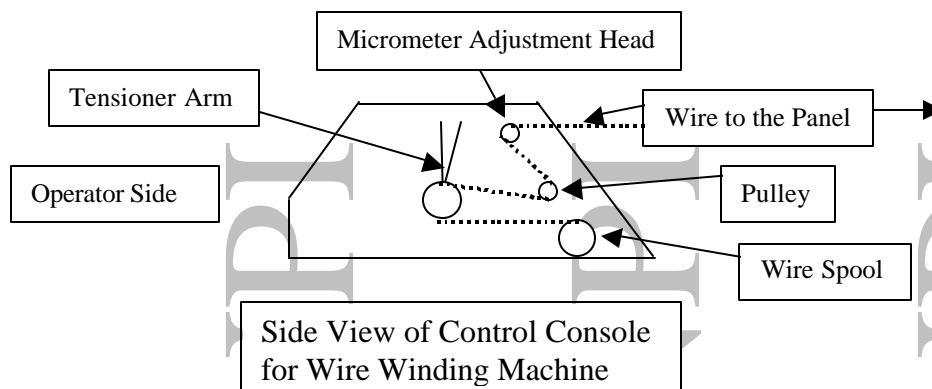 Micrometer Adjustment Head
Tensioner Arm
Wire to the Panel
Operator Side
Pulley
Wire Spool
Side View of Control Console
for Wire Winding Machine